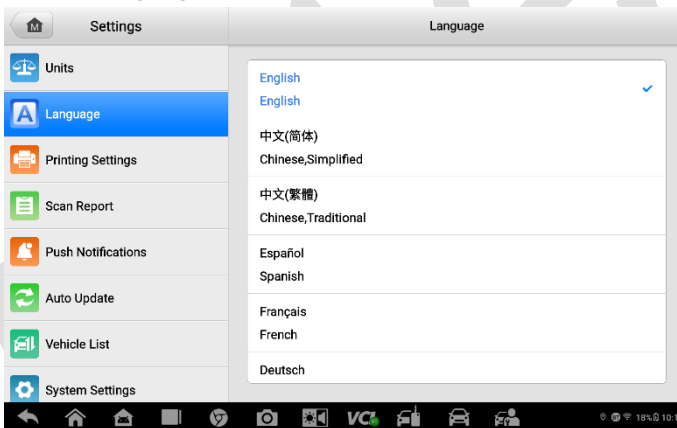 Settings
Language
Units
Language
Printing Settings
Scan Report
Push Notifications
Auto Update
Vehicle List
System Settings
English
English
中文(简体)
Chinese,Simplified
中文(繁體)
Chinese,Traditional
Español
Spanish
Français
French
Deutsch
VCI
18%